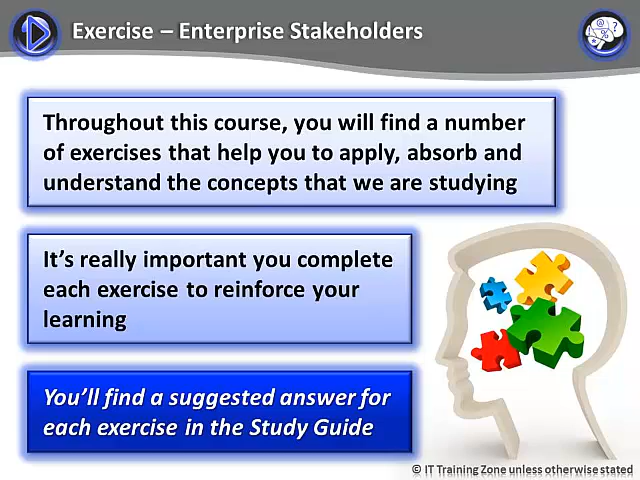 Exercise – Enterprise Stakeholders
Throughout this course, you will find a number
of exercises that help you to apply, absorb and
understand the concepts that we are studying
It’s really important you complete
each exercise to reinforce your
learning
You’ll find a suggested answer for
each exercise in the Study Guide
© IT Training Zone unless otherwise stated